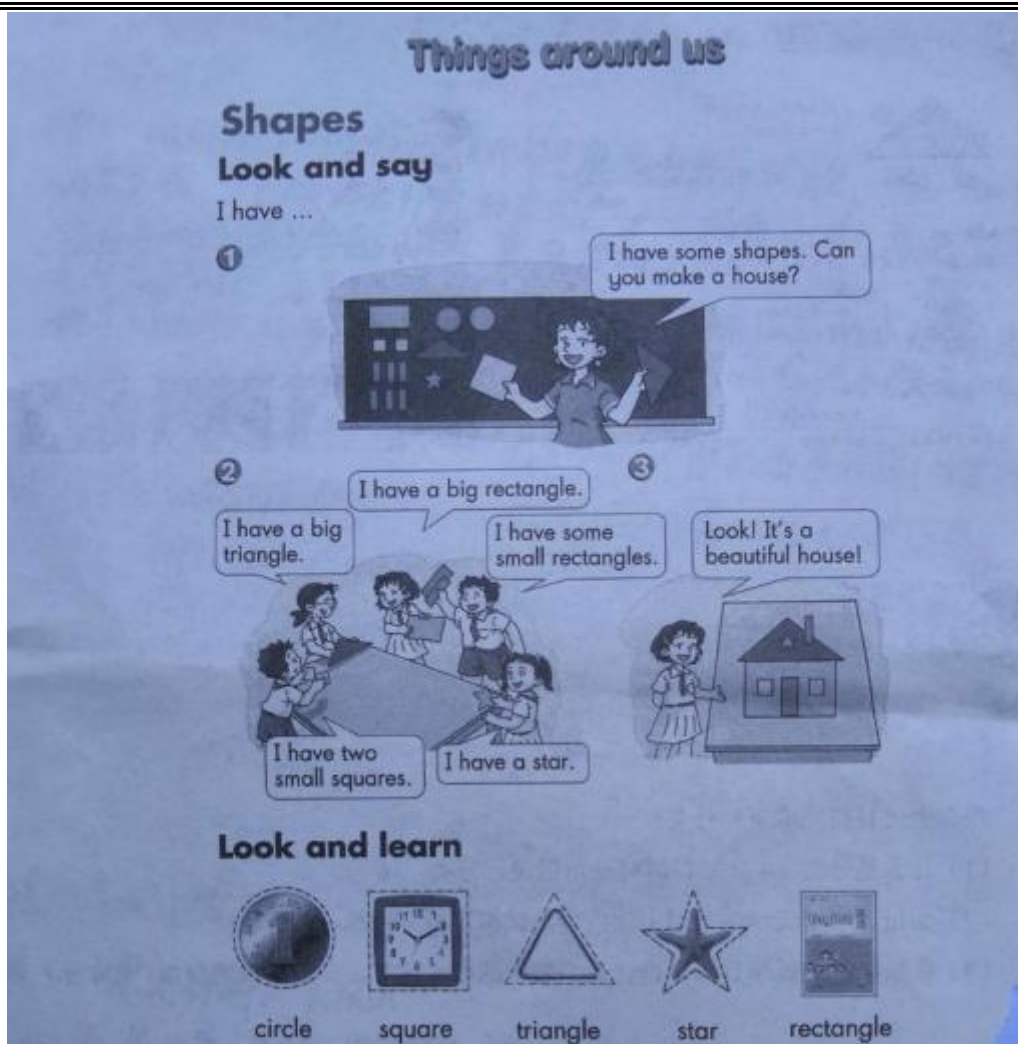 Things around us
Shapes
Look and say
I have ...
1
I have some shapes. Can
you make a house?
2
I have a big rectangle.
3
I have a big
triangle.
I have some
small rectangles.
Look! It's a
beautiful house!
I have two
small squares.
I have a star.
Look and learn
1
circle
square
triangle
star
rectangle